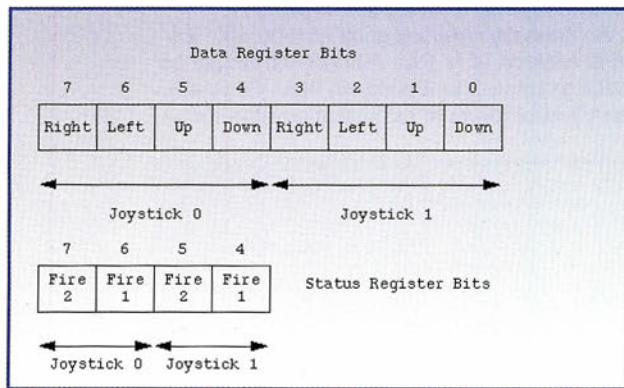 Data Register Bits
7 6 5 4 3 2 1 0
Right Left Up Down Right Left Up Down
Joystick 0 Joystick 1
7 6 5 4
Fire 2 Fire 1 Fire 2 Fire 1 Status Register Bits
Joystick 0 Joystick 1